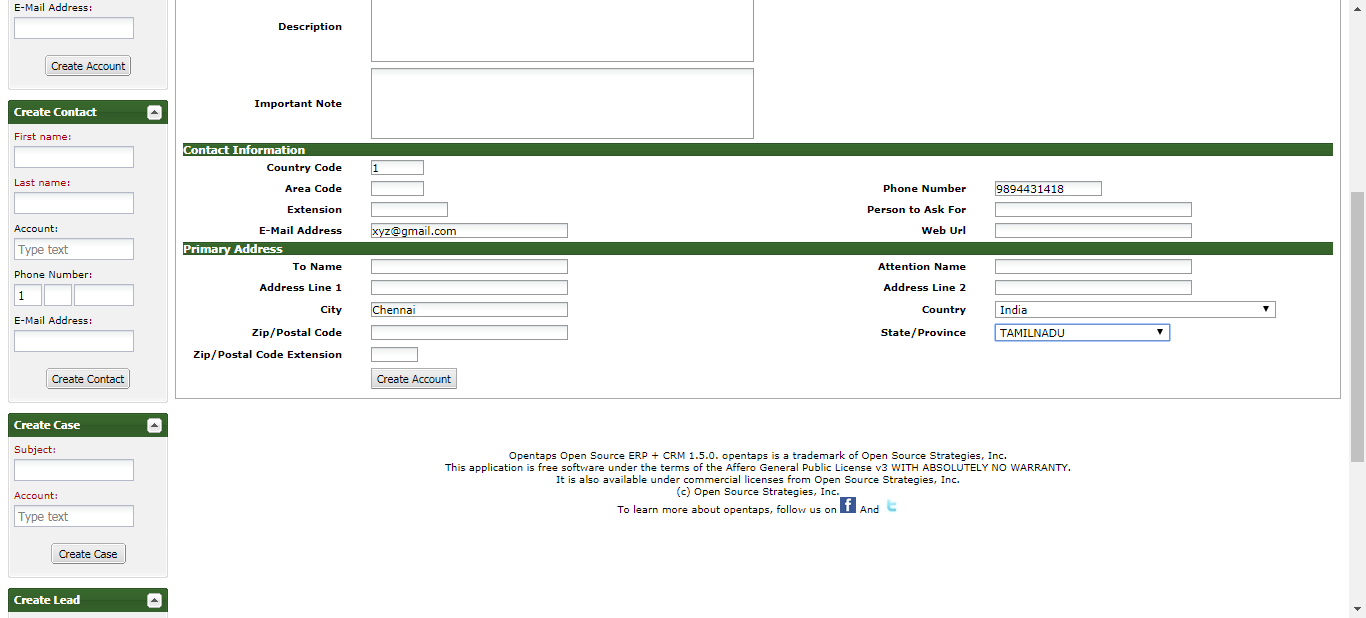 E-Mail Address:
Create Account
Create Contact
First name:
Last name:
Account:
Type text
Phone Number:
1
E-Mail Address:
Create Contact
Create Case
Subject:
Account:
Type text
Create Case
Create Lead
Description
Important Note
Contact Information
Country Code 1
Area Code Phone Number 9894431418
Extension Person to Ask For
E-Mail Address xyz@gmail.com Web Url
Primary Address
To Name Attention Name
Address Line 1 Address Line 2
City Chennai Country India
Zip/Postal Code State/Province TAMILNADU
Zip/Postal Code Extension
Create Account
Opentaps Open Source ERP + CRM 1.5.0. opentaps is a trademark of Open Source Strategies, Inc.
This application is free software under the terms of the Affero General Public License v3 WITH ABSOLUTELY NO WARRANTY.
It is also available under commercial licenses from Open Source Strategies, Inc.
(c) Open Source Strategies, Inc.
To learn more about opentaps, follow us on f And t